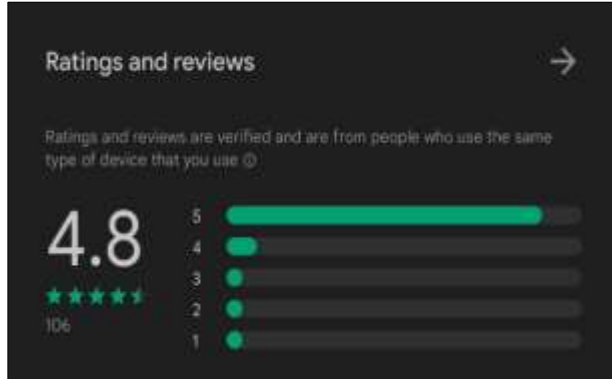 Ratings and reviews
Ratings and reviews are verified and are from people who use the same
type of device that you use
4.8
106
5
4
3
2
1